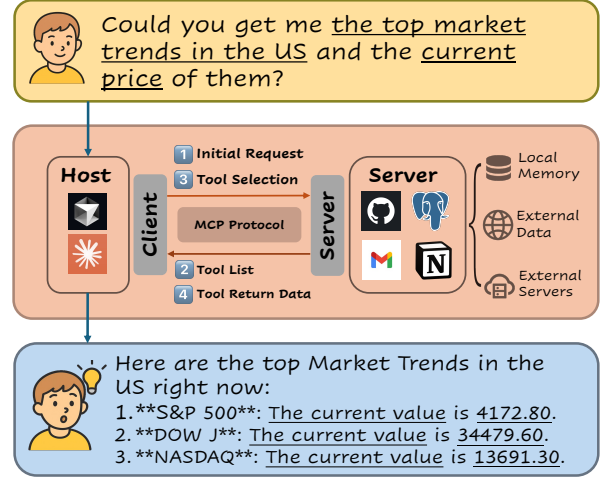 Could you get me the top market
trends in the US and the current
price of them?
Host
Client
1 Initial Request
3 Tool Selection
MCP Protocol
2 Tool List
4 Tool Return Data
Server
Server
N
Local
Memory
External
Data
External
Servers
Here are the top Market Trends in the
US right now:
1.**S&P 500**: The current value is 4172.80.
2. **DOW J**: The current value is 34479.60.
3. **NASDAQ**: The current value is 13691.30.